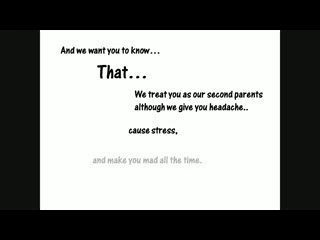 And we want you to know...
That...
We treat you as our second parents
although we give you headache..
cause stress,
and make you mad all the time.